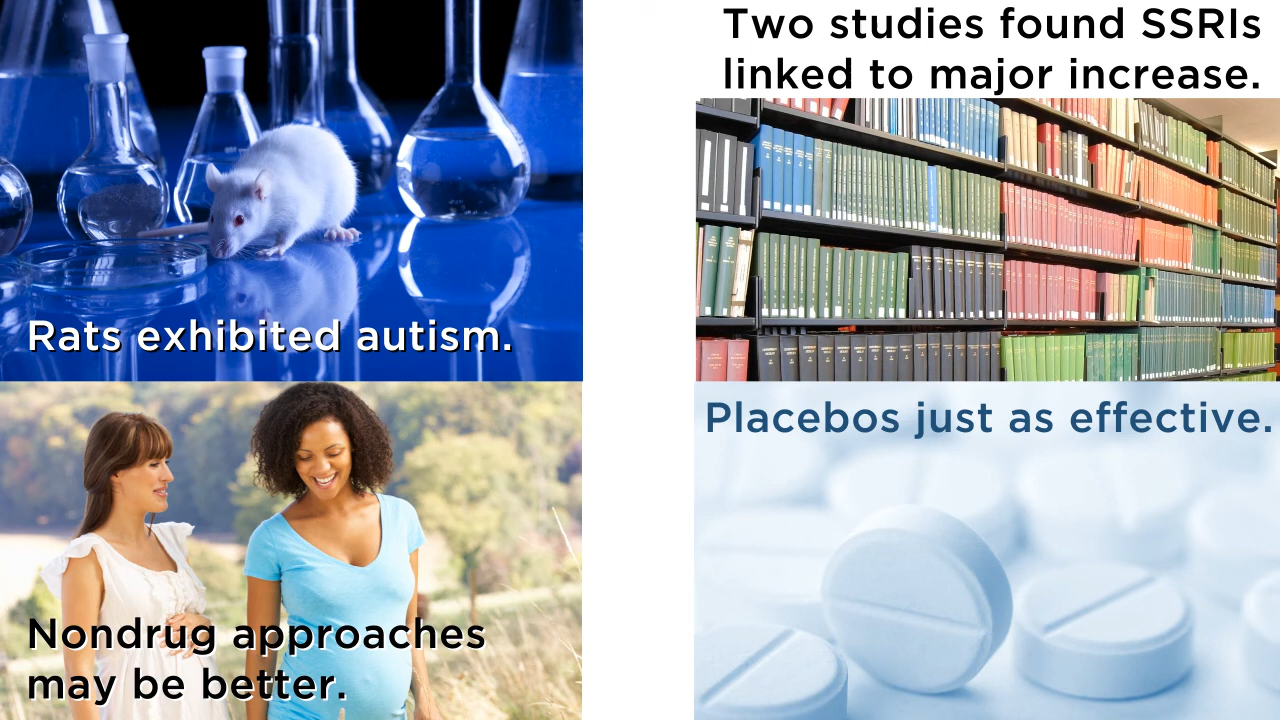 Rats exhibited autism.
Two studies found SSRIs
linked to major increase.
Nondrug approaches
may be better.
Placebos just as effective.